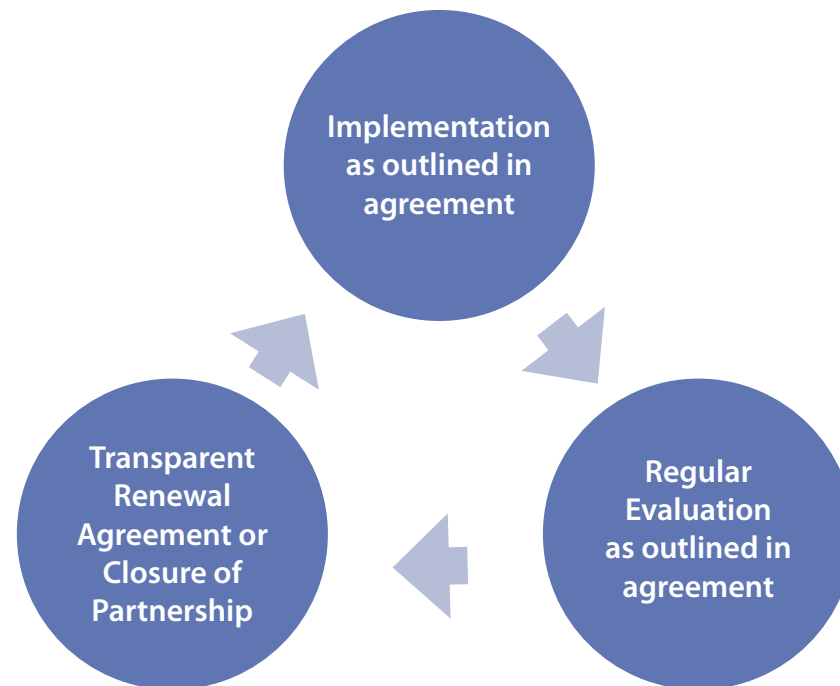 Implementation
as outlined in
agreement
Regular
Evaluation
as outlined in
agreement
Transparent
Renewal
Agreement or
Closure of
Partnership